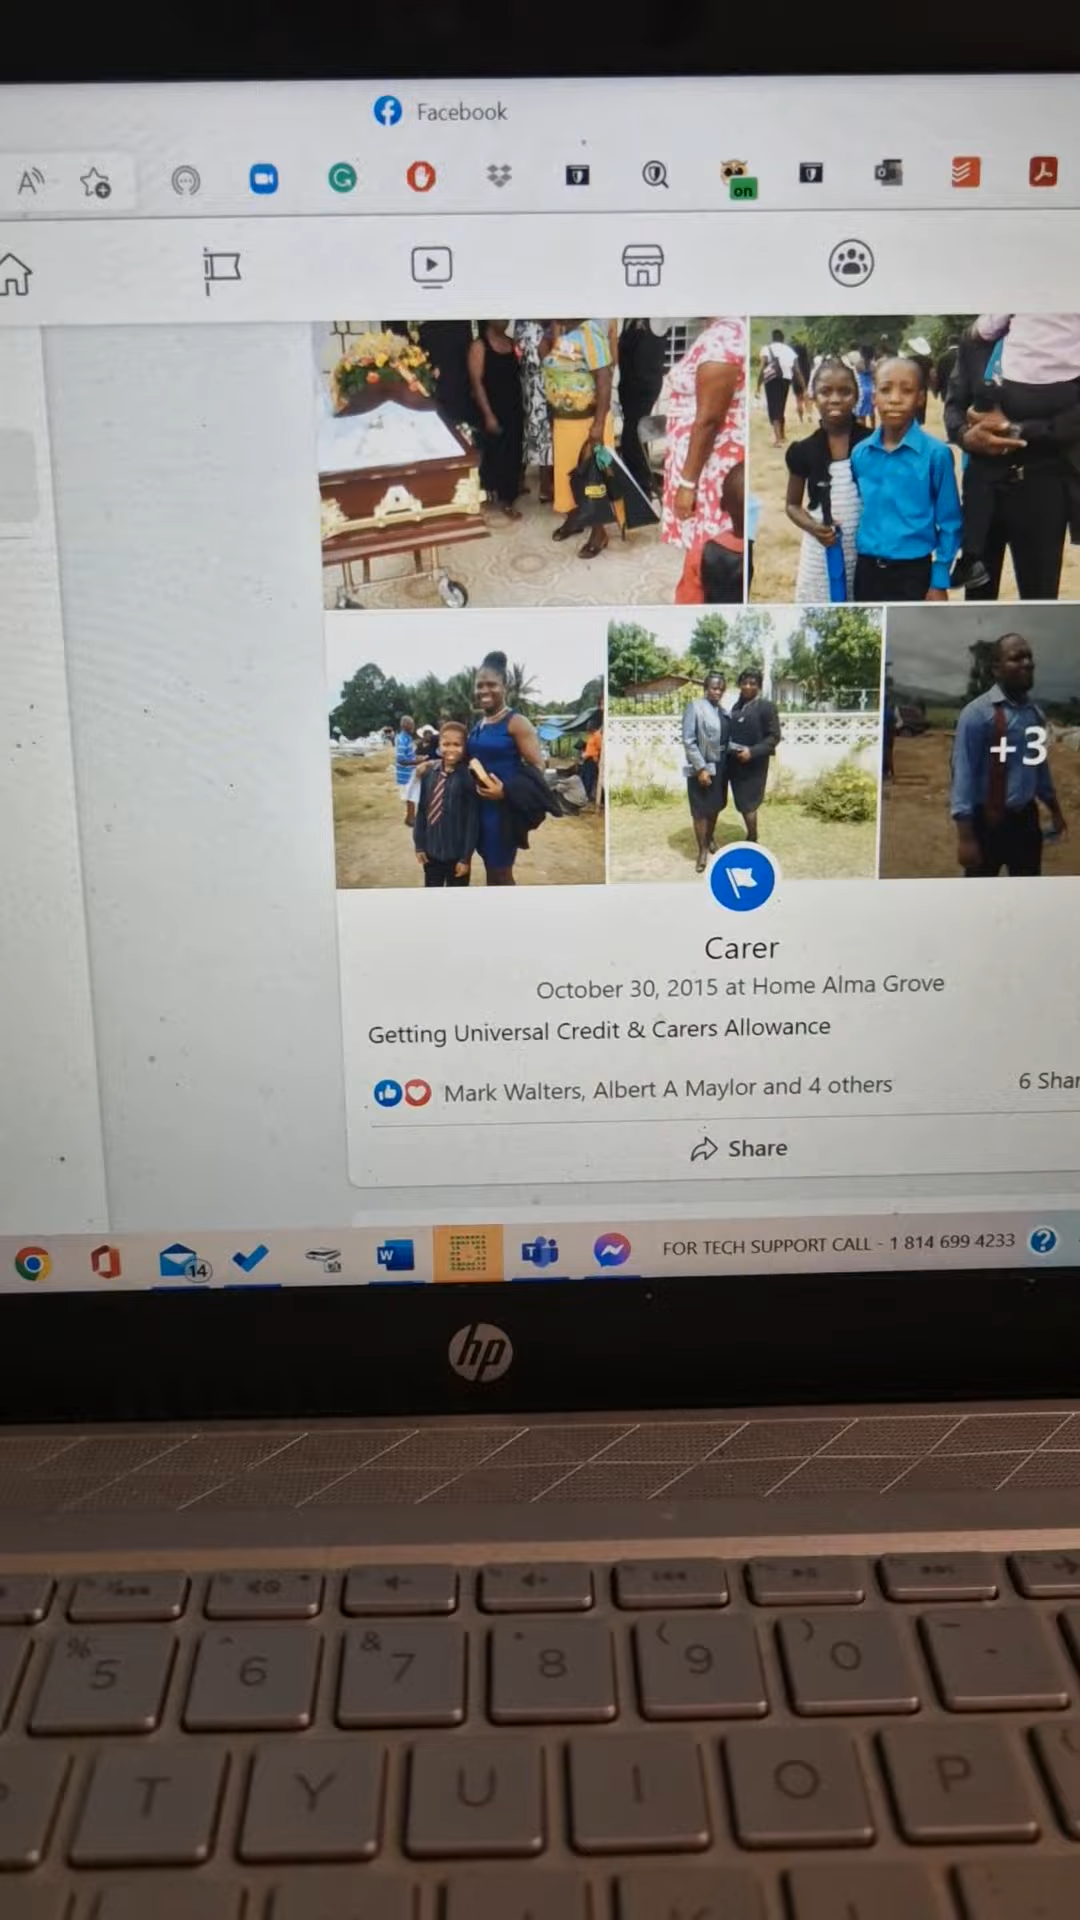 Facebook
A
on
+3
Carer
October 30, 2015 at Home Alma Grove
Getting Universal Credit & Carers Allowance
Mark Walters, Albert A Maylor and 4 others
6 Shar
Share
14
W
T
FOR TECH SUPPORT CALL - 1 814 699 4233
?
hp
% 5 ^ 6 & 7 * 8 ( 9 ) 0 - -
T Y U I O P